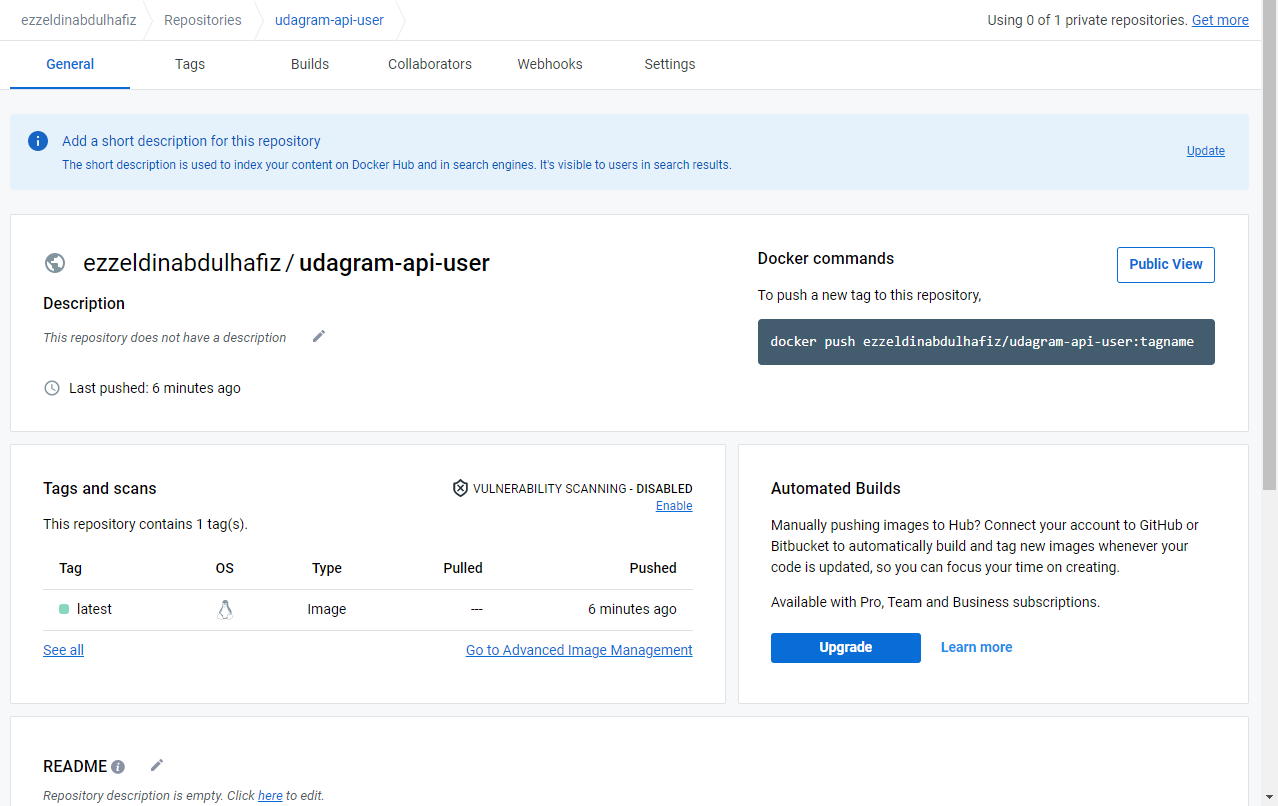 ezzeldinabdulhafiz Repositories udagram-api-user Using 0 of 1 private repositories. Get more
General Tags Builds Collaborators Webhooks Settings
Add a short description for this repository
The short description is used to index your content on Docker Hub and in search engines. It's visible to users in search results.
Update
ezzeldinabdulhafiz / udagram-api-user
Description
This repository does not have a description
Last pushed: 6 minutes ago
Docker commands
Public View
To push a new tag to this repository,
docker push ezzeldinabdulhafiz/udagram-api-user:tagname
Tags and scans
VULNERABILITY SCANNING - DISABLED
Enable
This repository contains 1 tag(s).
Tag OS Type Pulled Pushed
latest Image --- 6 minutes ago
See all Go to Advanced Image Management
Automated Builds
Manually pushing images to Hub? Connect your account to GitHub or
Bitbucket to automatically build and tag new images whenever your
code is updated, so you can focus your time on creating.
Available with Pro, Team and Business subscriptions.
Upgrade Learn more
README
Repository description is empty. Click here to edit.